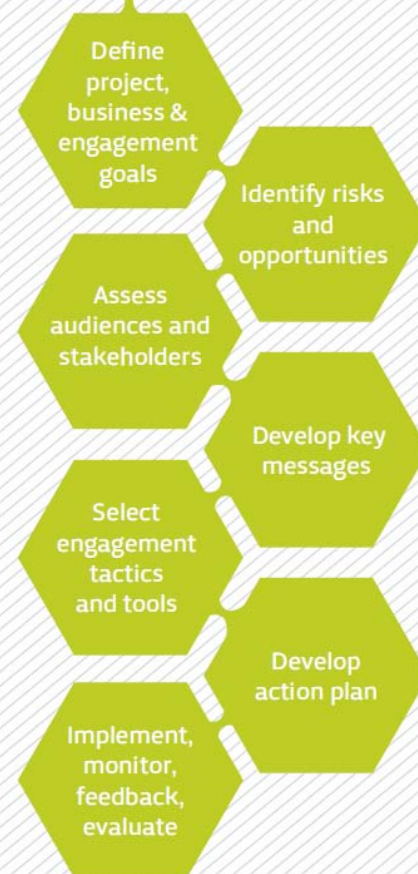 Define
project,
business &
engagement
goals
Identify risks
and
opportunities
Assess
audiences and
stakeholders
Develop key
messages
Select
engagement
tactics
and tools
Develop
action plan
Implement,
monitor,
feedback,
evaluate